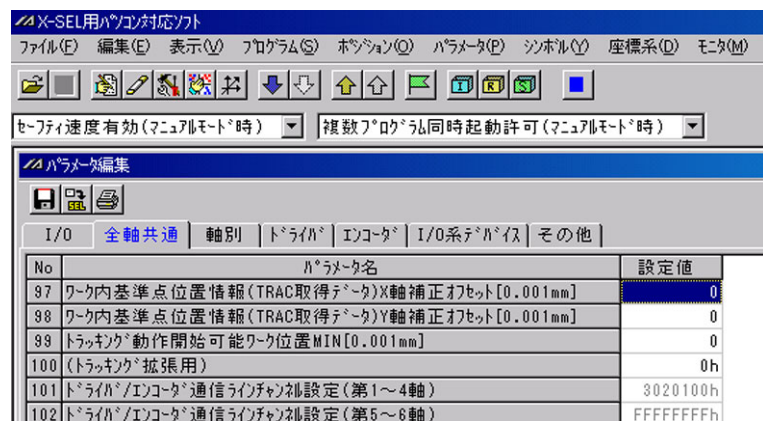 X-SEL用ﾊﾟｿｺﾝ対応ｿﾌﾄ
ﾌｧｲﾙ(F) 編集(E) 表示(V) ﾌﾟﾛｸﾞﾗﾑ(S) ﾎﾟｼﾞｼｮﾝ(O) ﾊﾟﾗﾒｰﾀ(P) ｼﾝﾎﾞﾙ(Y) 座標系(D) ﾓﾆﾀ(M)
ｾｰﾌﾃｨ速度有効(ﾏﾆｭｱﾙﾓｰﾄﾞ時) 複数ﾌﾟﾛｸﾞﾗﾑ同時起動許可(ﾏﾆｭｱﾙﾓｰﾄﾞ時)
ﾊﾟﾗﾒｰﾀ編集
I/O 全軸共通 軸別 ﾄﾞﾗｲﾊﾞ ｴﾝｺｰﾀﾞ I/O系ﾃﾞﾊﾞｲｽ その他
No ﾊﾟﾗﾒｰﾀ名 設定値
97 ﾜｰｸ内基準点位置情報(TRAC取得ﾃﾞｰﾀ)X軸補正ｵﾌｾｯﾄ[0.001mm] 0
98 ﾜｰｸ内基準点位置情報(TRAC取得ﾃﾞｰﾀ)Y軸補正ｵﾌｾｯﾄ[0.001mm] 0
99 ﾄﾗｯｷﾝｸﾞ動作開始可能ﾜｰｸ位置MIN[0.001mm] 0
100 (ﾄﾗｯｷﾝｸﾞ拡張用) 0h
101 ﾄﾞﾗｲﾊﾞ/ｴﾝｺｰﾀﾞ通信ﾗｲﾝﾁｬﾝﾈﾙ設定(第1～4軸) 3020100h
102 ﾄﾞﾗｲﾊﾞ/ｴﾝｺｰﾀﾞ通信ﾗｲﾝﾁｬﾝﾈﾙ設定(第5～6軸) FFFFFFFFh